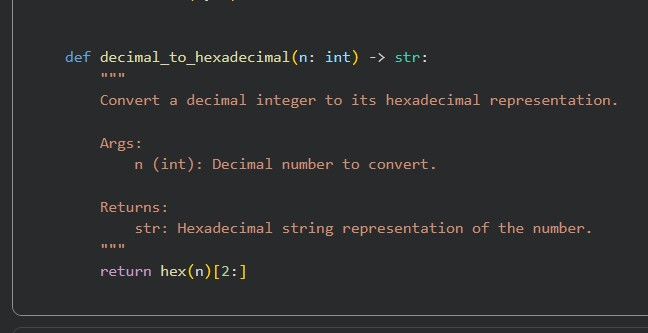 def decimal_to_hexadecimal(n: int) -> str:
"""
Convert a decimal integer to its hexadecimal representation.
Args:
n (int): Decimal number to convert.
Returns:
str: Hexadecimal string representation of the number.
"""
return hex(n)[2:]